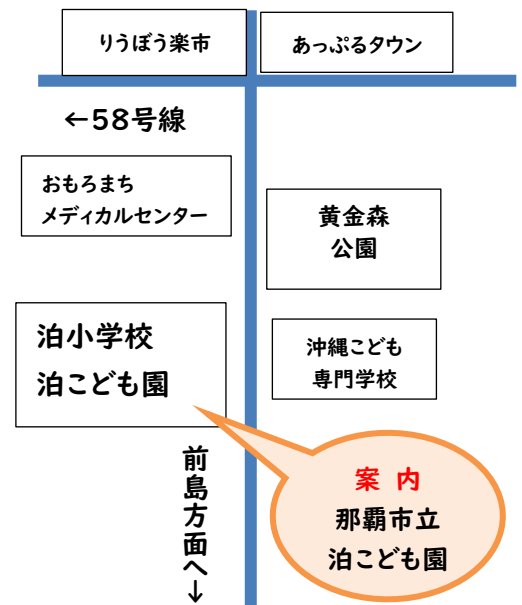 りうぼう楽市
あっぷるタウン
←58号線
おもろまち
メディカルセンター
黄金森
公園
泊小学校
泊こども園
沖縄こども
専門学校
前島方面へ↓
案 内
那覇市立
泊こども園